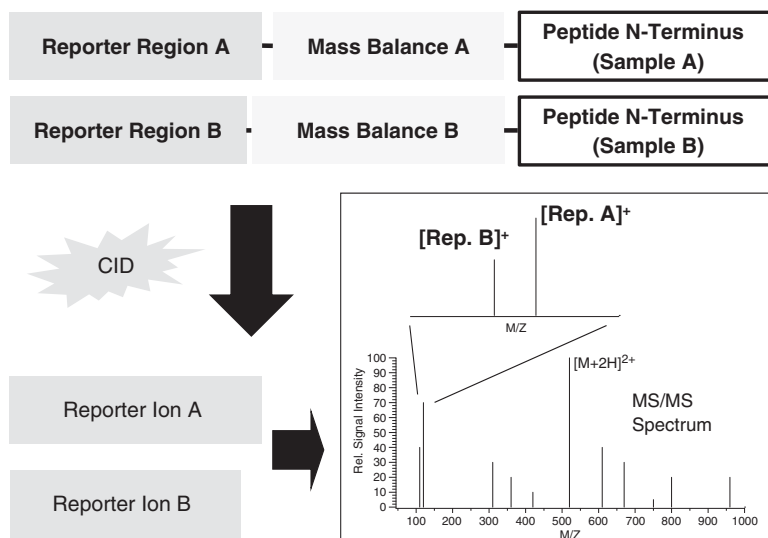 Reporter Region A
Mass Balance A
Peptide N-Terminus
(Sample A)
Reporter Region B
Mass Balance B
Peptide N-Terminus
(Sample B)
CID
[Rep. B]+
[Rep. A]+
M/Z
Reporter Ion A
Reporter Ion B
Rel. Signal Intensity
100
90
80
70
60
50
40
30
20
10
0
[M+2H]2+
MS/MS
Spectrum
100 200 300 400 500 600 700 800 900 1000
M/Z